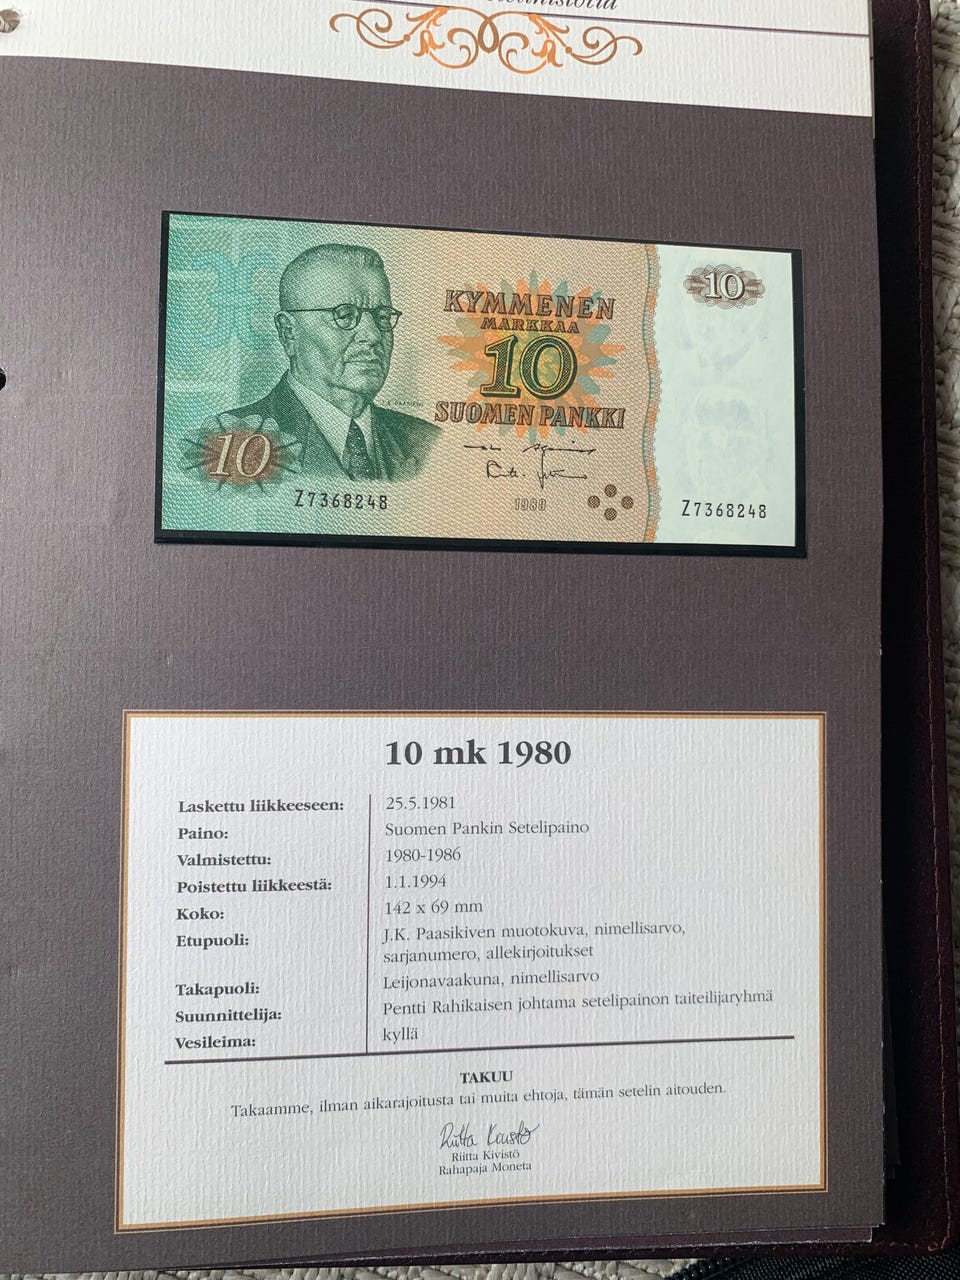 10
KYMMENEN
MARKKAA
10
SUOMEN PANKKI
10
Z7368248
1980
Z7368248
10 mk 1980
Laskettu liikkeeseen: 25.5.1981
Paino: Suomen Pankin Setelipaino
Valmistettu: 1980-1986
Poistettu liikkeestä: 1.1.1994
Koko: 142 x 69 mm
Etupuoli: J.K. Paasikiven muotokuva, nimellisarvo,
sarjanumero, allekirjoitukset
Takapuoli: Leijonavaakuna, nimellisarvo
Suunnittelija: Pentti Rahikaisen johtama setelipainon taiteilijaryhmä
Vesileima: kyllä
TAKUU
Takaamme, ilman aikarajoitusta tai muita ehtoja, tämän setelin aitouden.
Riitta Kivistö
Riitta Kivistö
Rahapaja Moneta